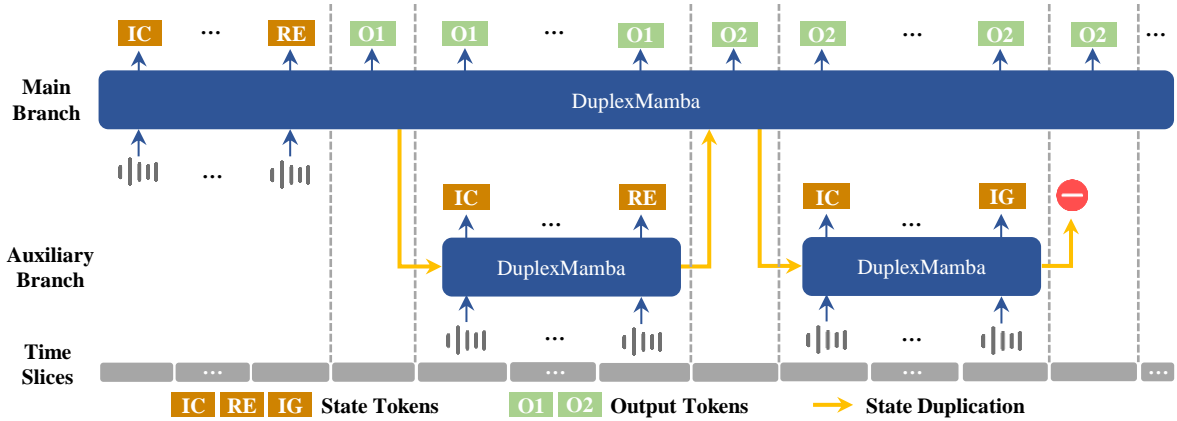 IC ... RE O1 O1 ... O1 O2 O2 ... O2 O2 ...
Main
Branch
DuplexMamba
...
IC ... RE IC ... IG
Auxiliary
Branch
DuplexMamba DuplexMamba
... ...
Time
Slices
... ... ... ...
IC RE IG State Tokens O1 O2 Output Tokens State Duplication